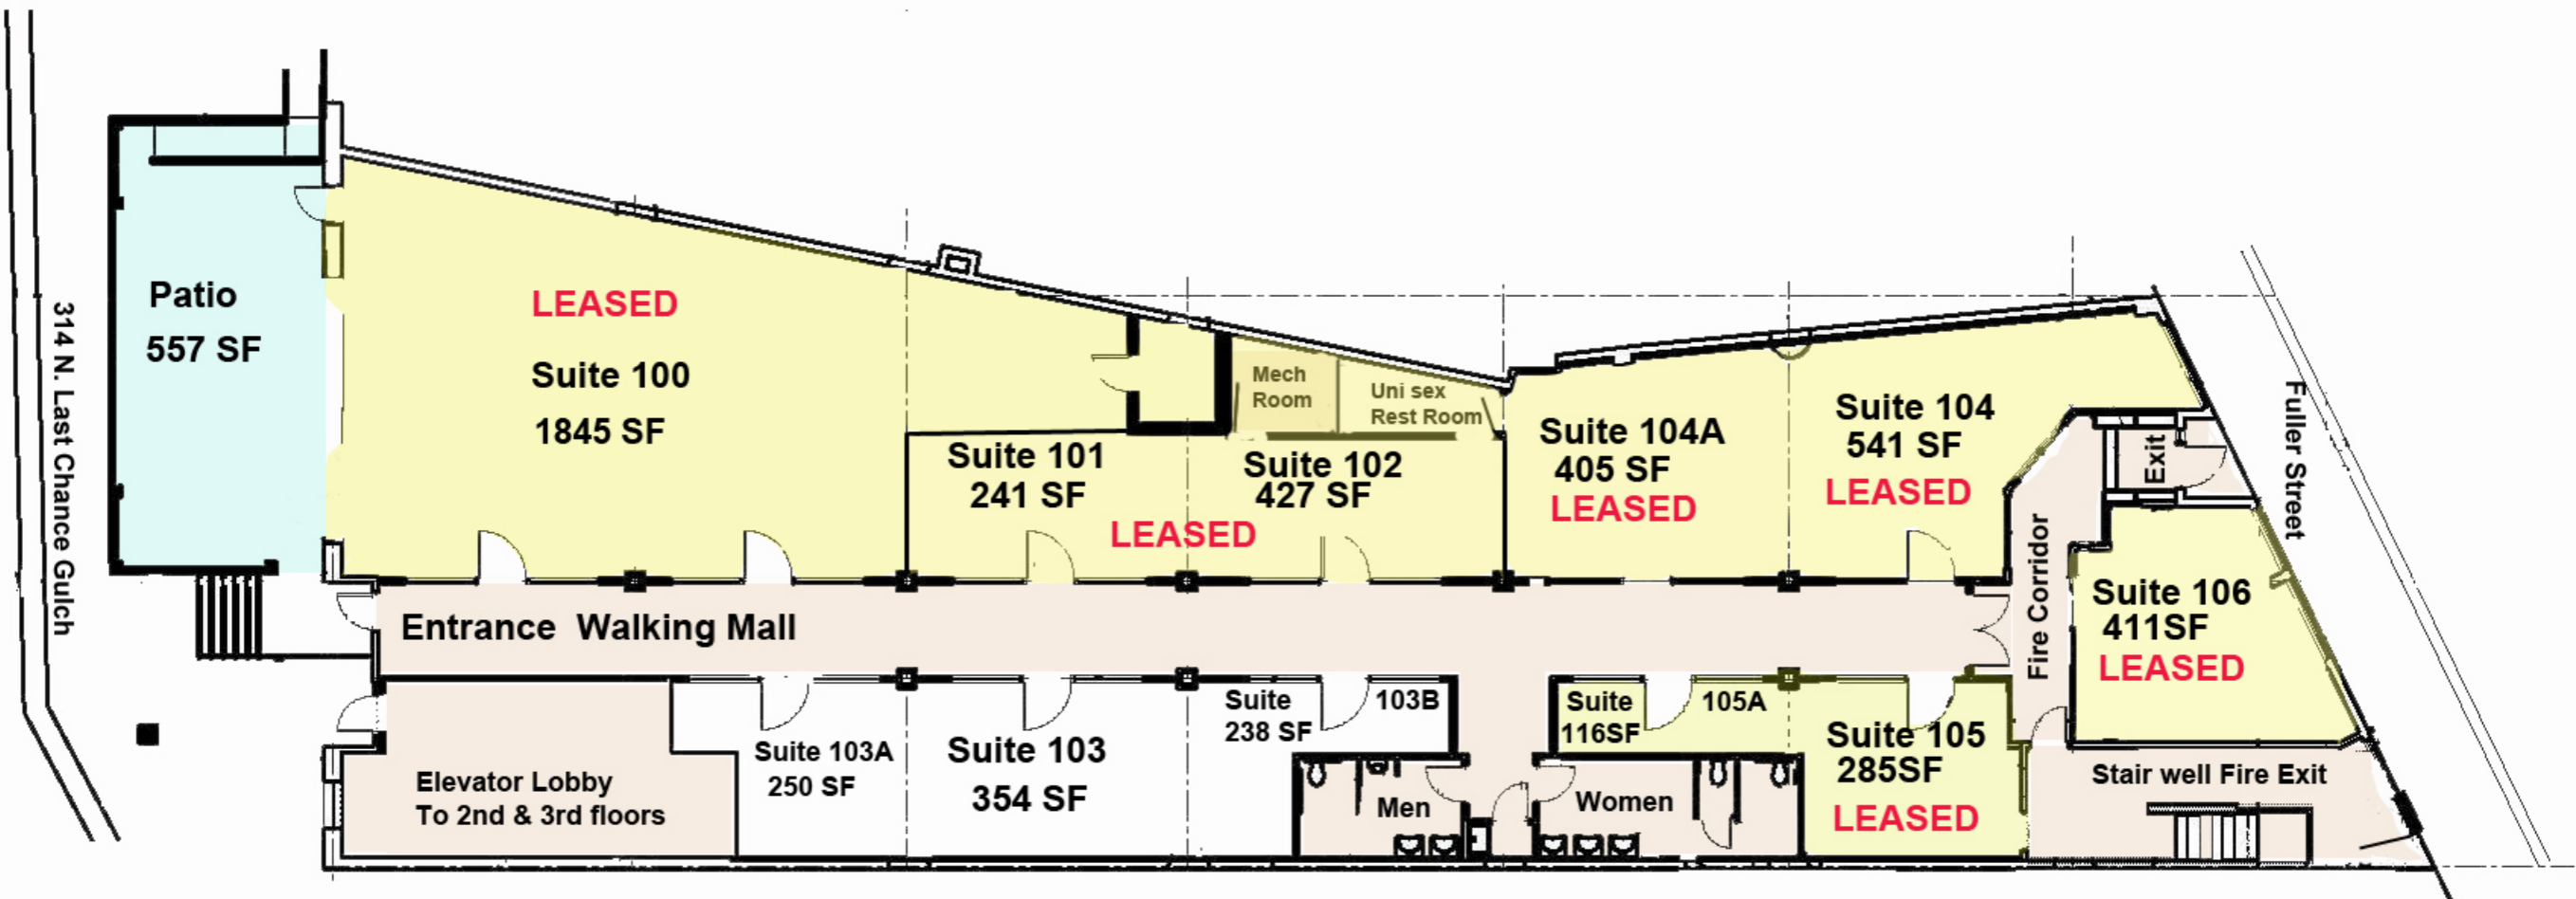 314 N. Last Chance Gulch
Patio
557 SF
LEASED
Suite 100
1845 SF
Suite 101
241 SF
LEASED
Mech
Room
Uni sex
Rest Room
Suite 102
427 SF
Suite 104A
405 SF
LEASED
Suite 104
541 SF
LEASED
Exit
Fuller Street
Fire Corridor
Suite 106
411SF
LEASED
Entrance Walking Mall
Elevator Lobby
To 2nd & 3rd floors
Suite 103A
250 SF
Suite 103
354 SF
Suite 103B
238 SF
Men
Women
Suite 105A
116SF
Suite 105
285SF
LEASED
Stair well Fire Exit